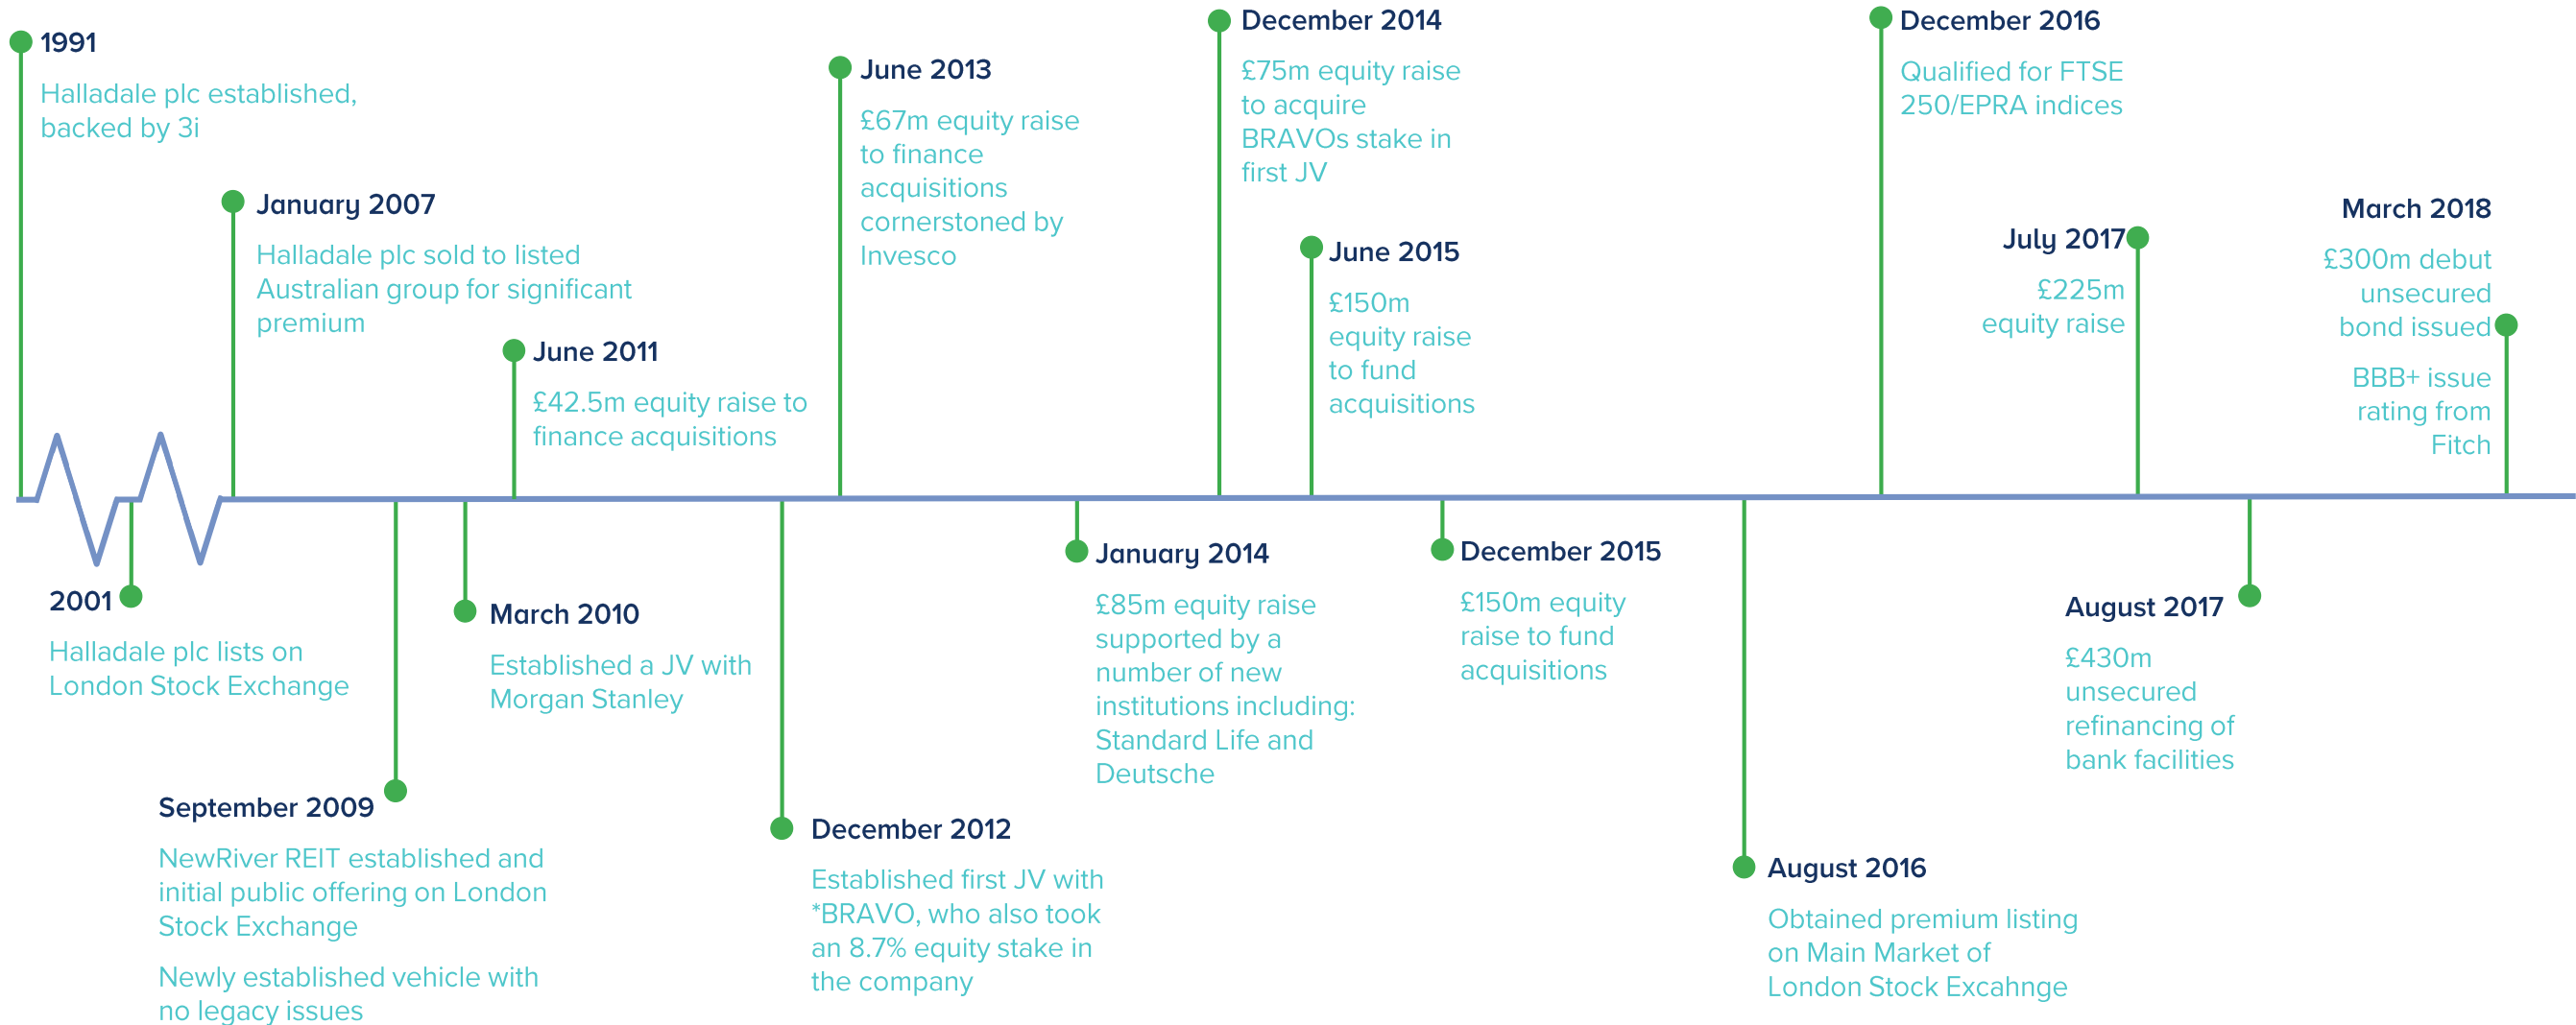 1991
Halladale plc established,
backed by 3i
2001
Halladale plc lists on
London Stock Exchange
January 2007
Halladale plc sold to listed
Australian group for significant
premium
September 2009
NewRiver REIT established and
initial public offering on London
Stock Exchange
Newly established vehicle with
no legacy issues
March 2010
Established a JV with
Morgan Stanley
June 2011
£42.5m equity raise to
finance acquisitions
December 2012
Established first JV with
*BRAVO, who also took
an 8.7% equity stake in
the company
June 2013
£67m equity raise
to finance
acquisitions
cornerstoned by
Invesco
January 2014
£85m equity raise
supported by a
number of new
institutions including:
Standard Life and
Deutsche
December 2014
£75m equity raise
to acquire
BRAVOs stake in
first JV
June 2015
£150m
equity raise
to fund
acquisitions
December 2015
£150m equity
raise to fund
acquisitions
August 2016
Obtained premium listing
on Main Market of
London Stock Excahnge
December 2016
Qualified for FTSE
250/EPRA indices
July 2017
£225m
equity raise
August 2017
£430m
unsecured
refinancing of
bank facilities
March 2018
£300m debut
unsecured
bond issued
BBB+ issue
rating from
Fitch